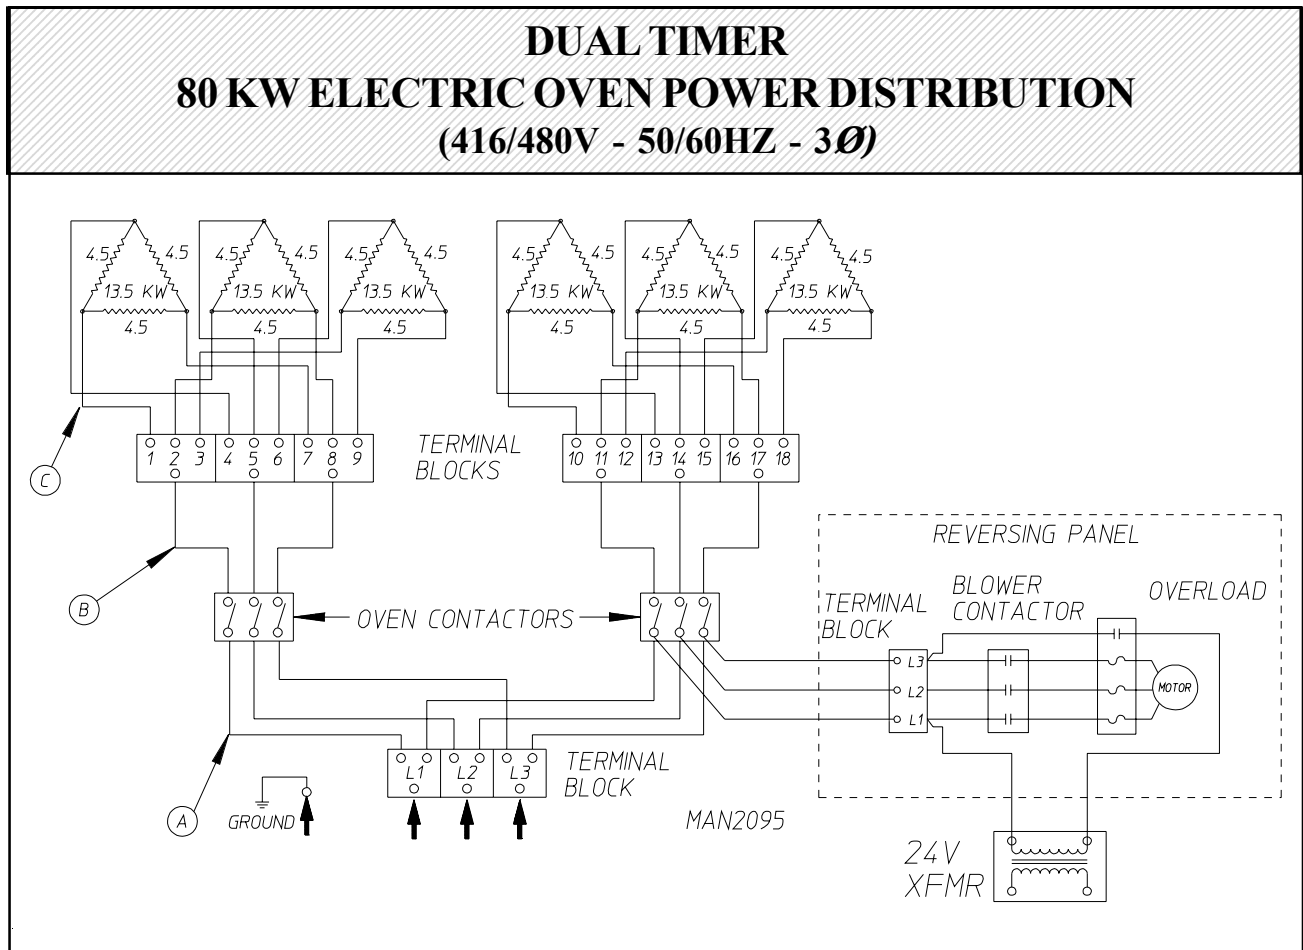 DUAL TIMER
80 KW ELECTRIC OVEN POWER DISTRIBUTION
(416/480V - 50/60HZ - 3Ø)
4.5 4.5 4.5 4.5 4.5 4.5 4.5 4.5 4.5 4.5 4.5 4.5
13.5 KW 13.5 KW 13.5 KW 13.5 KW 13.5 KW 13.5 KW
4.5 4.5 4.5 4.5 4.5 4.5
1 2 3 4 5 6 7 8 9
TERMINAL
BLOCKS
10 11 12 13 14 15 16 17 18
C
B
OVEN CONTACTORS
REVERSING PANEL
TERMINAL
BLOCK
BLOWER
CONTACTOR
OVERLOAD
L3
L2
L1
MOTOR
A
GROUND
L1 L2 L3
TERMINAL
BLOCK
MAN2095
24V
XFMR